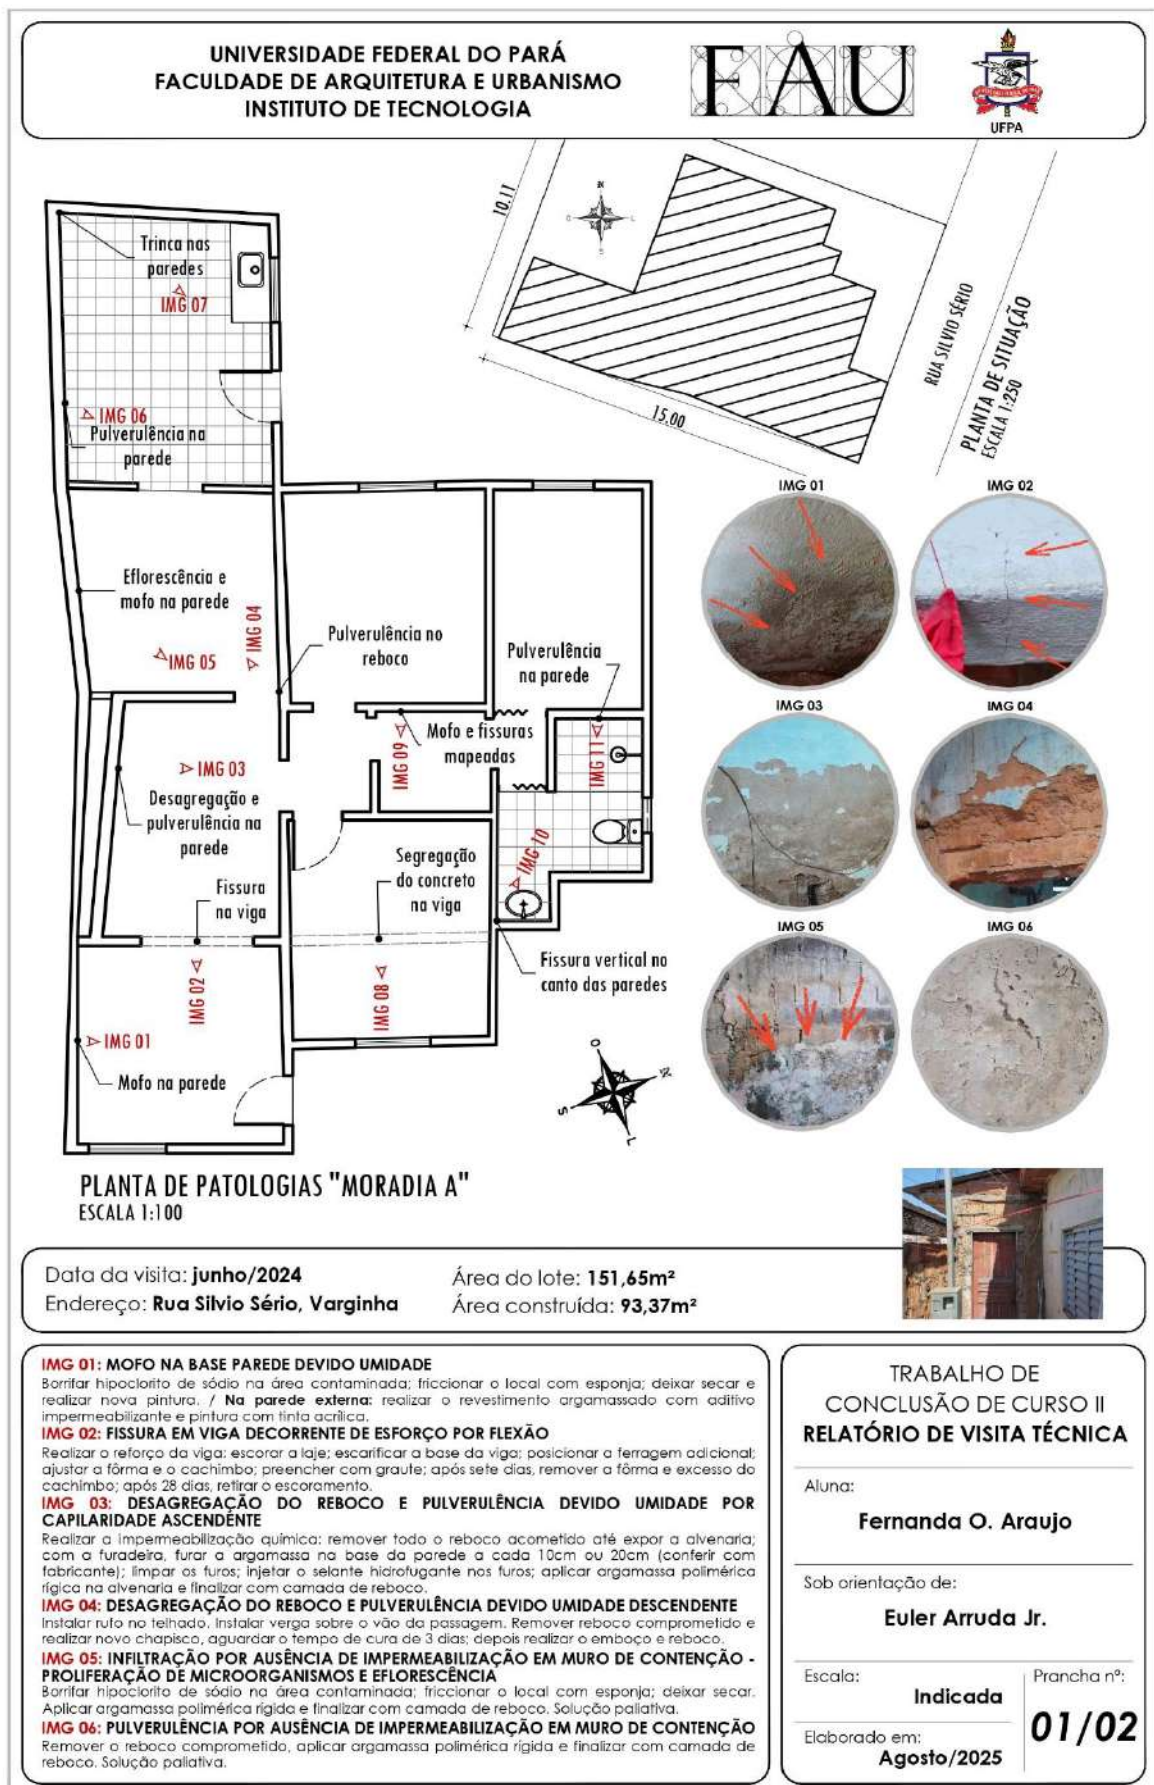 UNIVERSIDADE FEDERAL DO PARÁ
FACULDADE DE ARQUITETURA E URBANISMO
INSTITUTO DE TECNOLOGIA
FAU
UFPA
10.11
N
O
L
S
15.00
RUA SILVIO SÉRIO
PLANTA DE SITUAÇÃO
ESCALA 1:250
Trinca nas
paredes
IMG 07
IMG 06
Pulverulência na
parede
Eflorescência e
mofo na parede
IMG 04
IMG 05
Pulverulência no
reboco
Pulverulência
na parede
IMG 03
Desagregação e
pulverulência na
parede
IMG 09
Mofo e fissuras
mapeadas
IMG 11
IMG 10
Segregação
do concreto
na viga
Fissura
na viga
IMG 02
IMG 08
Fissura vertical no
canto das paredes
IMG 01
Mofo na parede
O
N
S
L
IMG 01
IMG 02
IMG 03
IMG 04
IMG 05
IMG 06
PLANTA DE PATOLOGIAS "MORADIA A"
ESCALA 1:100
Data da visita: junho/2024
Endereço: Rua Silvio Sério, Varginha
Área do lote: 151,65m²
Área construída: 93,37m²
IMG 01: MOFO NA BASE PAREDE DEVIDO UMIDADE
Borrifar hipoclorito de sódio na área contaminada; friccionar o local com esponja; deixar secar e
realizar nova pintura. / Na parede externa: realizar o revestimento argamassado com aditivo
impermeabilizante e pintura com tinta acrílica.
IMG 02: FISSURA EM VIGA DECORRENTE DE ESFORÇO POR FLEXÃO
Realizar o reforço da viga: escorar a laje; escarificar a base da viga; posicionar a ferragem adicional;
ajustar a fôrma e o cachimbo; preencher com graute; após sete dias, remover a fôrma e excesso do
cachimbo; após 28 dias, retirar o escoramento.
IMG 03: DESAGREGAÇÃO DO REBOCO E PULVERULÊNCIA DEVIDO UMIDADE POR
CAPILARIDADE ASCENDENTE
Realizar a impermeabilização química: remover todo o reboco acometido até expor a alvenaria;
com a furadeira, furar a argamassa na base da parede a cada 10cm ou 20cm (conferir com
fabricante); limpar os furos; injetar o selante hidrofugante nos furos; aplicar argamassa polimérica
rígica na alvenaria e finalizar com camada de reboco.
IMG 04: DESAGREGAÇÃO DO REBOCO E PULVERULÊNCIA DEVIDO UMIDADE DESCENDENTE
Instalar rufo no telhado. Instalar verga sobre o vão da passagem. Remover reboco comprometido e
realizar novo chapisco, aguardar o tempo de cura de 3 dias; depois realizar o emboço e reboco.
IMG 05: INFILTRAÇÃO POR AUSÊNCIA DE IMPERMEABILIZAÇÃO EM MURO DE CONTENÇÃO -
PROLIFERAÇÃO DE MICROORGANISMOS E EFLORESCÊNCIA
Borrifar hipoclorito de sódio na área contaminada; friccionar o local com esponja; deixar secar.
Aplicar argamassa polimérica rígida e finalizar com camada de reboco. Solução paliativa.
IMG 06: PULVERULÊNCIA POR AUSÊNCIA DE IMPERMEABILIZAÇÃO EM MURO DE CONTENÇÃO
Remover o reboco comprometido, aplicar argamassa polimérica rígida e finalizar com camada de
reboco. Solução paliativa.
TRABALHO DE
CONCLUSÃO DE CURSO II
RELATÓRIO DE VISITA TÉCNICA
Aluna:
Fernanda O. Araujo
Sob orientação de:
Euler Arruda Jr.
Escala:
Indicada
Elaborado em:
Agosto/2025
Prancha nº:
01/02